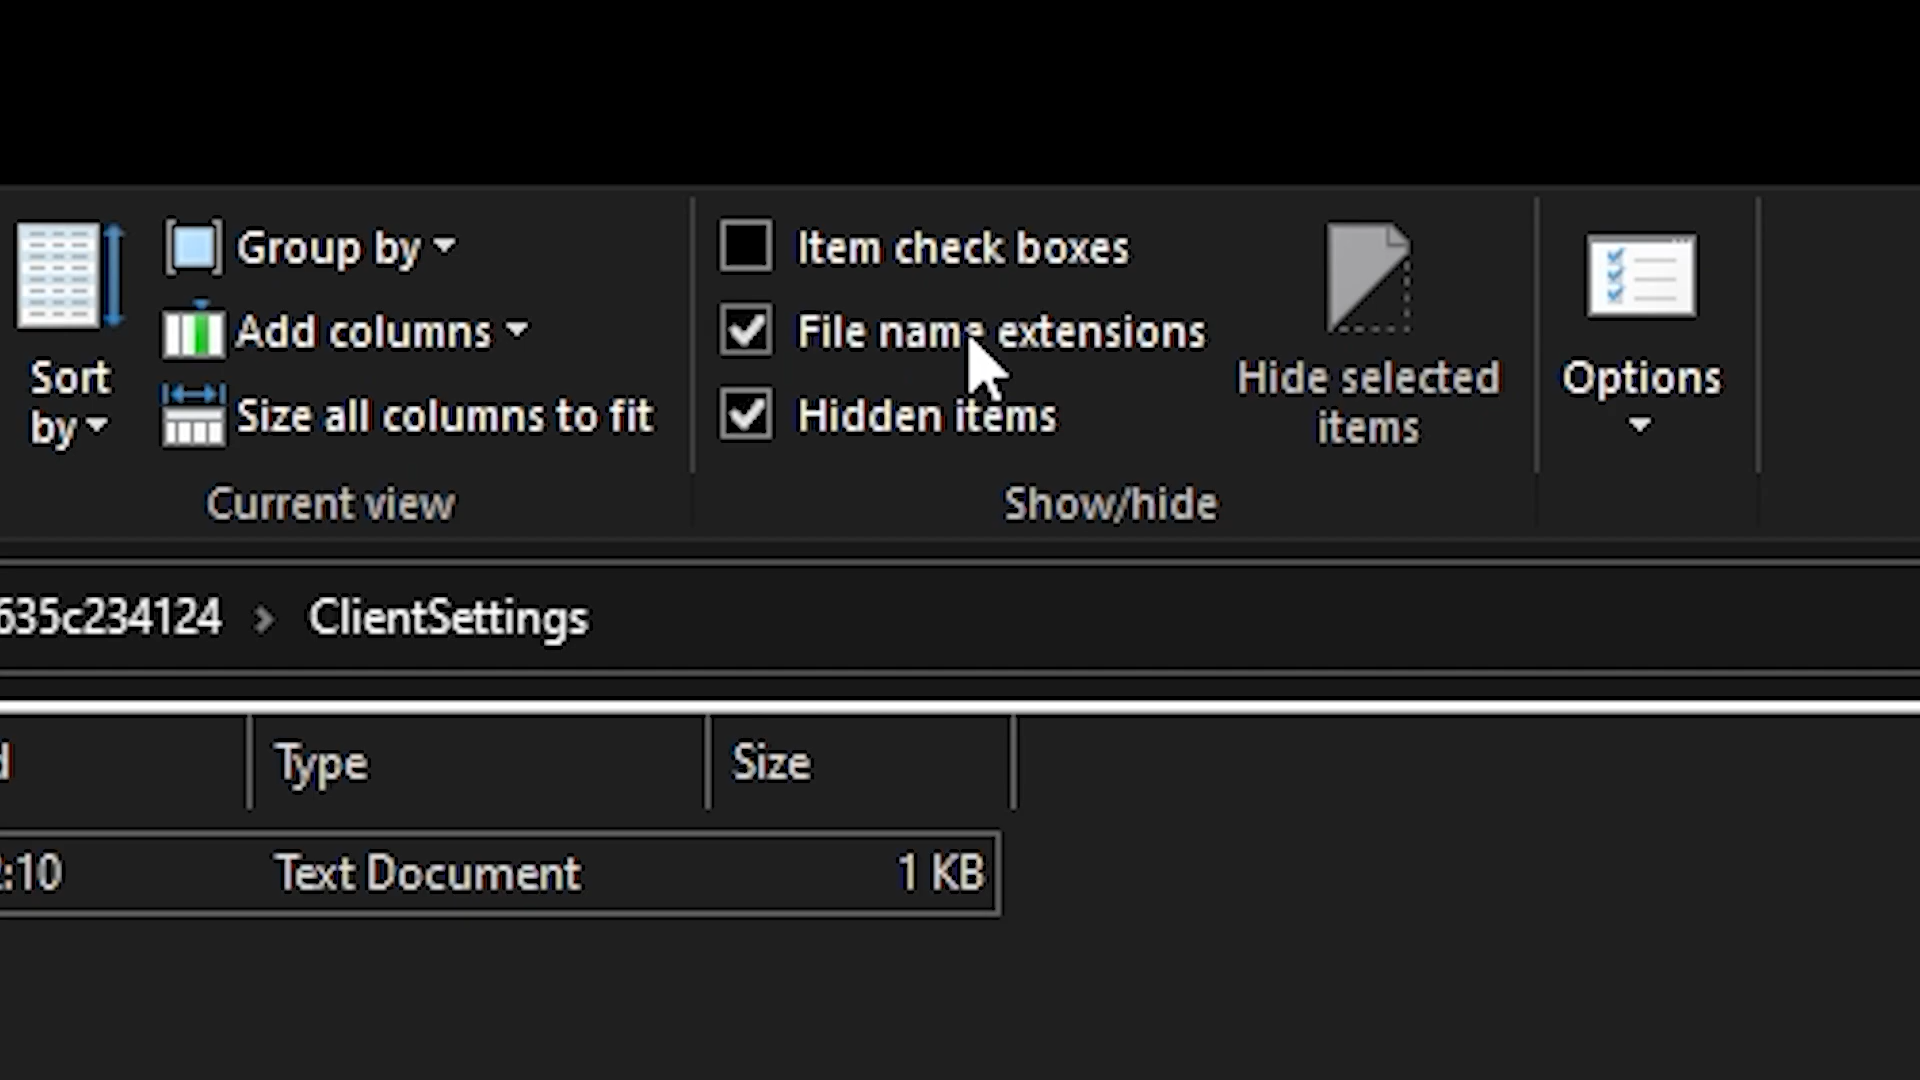 Group by
Item check boxes
Add columns
File name extensions
Sort
by
Size all columns to fit
Hidden items
Hide selected
items
Options
Current view
Show/hide
635c234124 > ClientSettings
Type
Size
:10
Text Document
1 KB